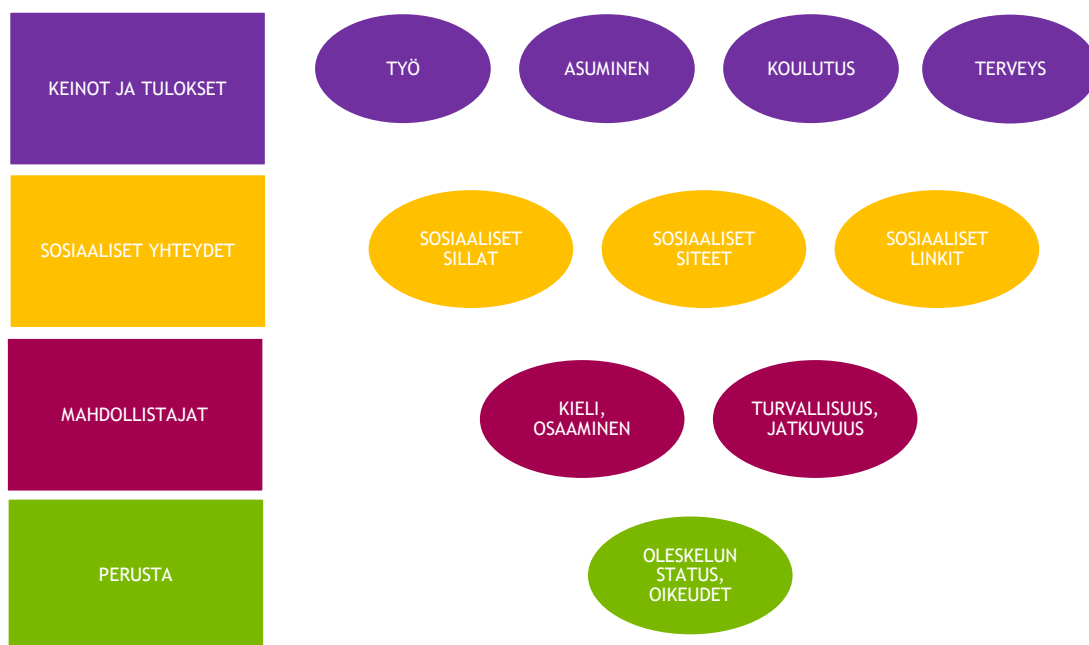 KEINOT JA TULOKSET
TYÖ
ASUMINEN
KOULUTUS
TERVEYS
SOSIAALISET YHTEYDET
SOSIAALISET
SILLAT
SOSIAALISET
SITEET
SOSIAALISET
LINKIT
MAHDOLLISTAJAT
KIELI,
OSAAMINEN
TURVALLISUUS,
JATKUVUUS
PERUSTA
OLESKELUN
STATUS,
OIKEUDET